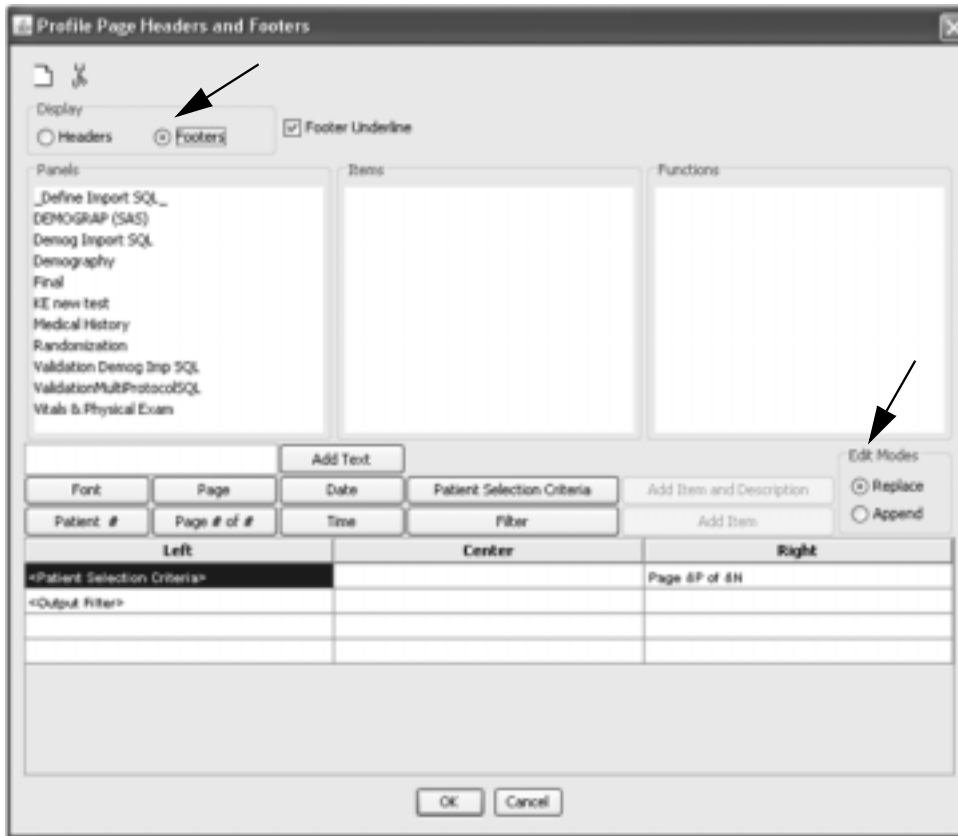 Profile Page Headers and Footers
Display
Headers Footers Footer Underline
Panels Items Functions
_Define Import SQL_
DEMOGRAP (SAS)
Demog Import SQL
Demography
Final
KE new test
Medical History
Randomization
Validation Demog Imp SQL
ValidationMultiProtocolSQL
Vitals & Physical Exam
Add Text Edit Modes
Font Page Date Patient Selection Criteria Add Item and Description Replace
Patient # Page # of # Time Filter Add Item Append
Left Center Right
<Patient Selection Criteria> Page &P of &N
<Output Filter>
OK Cancel